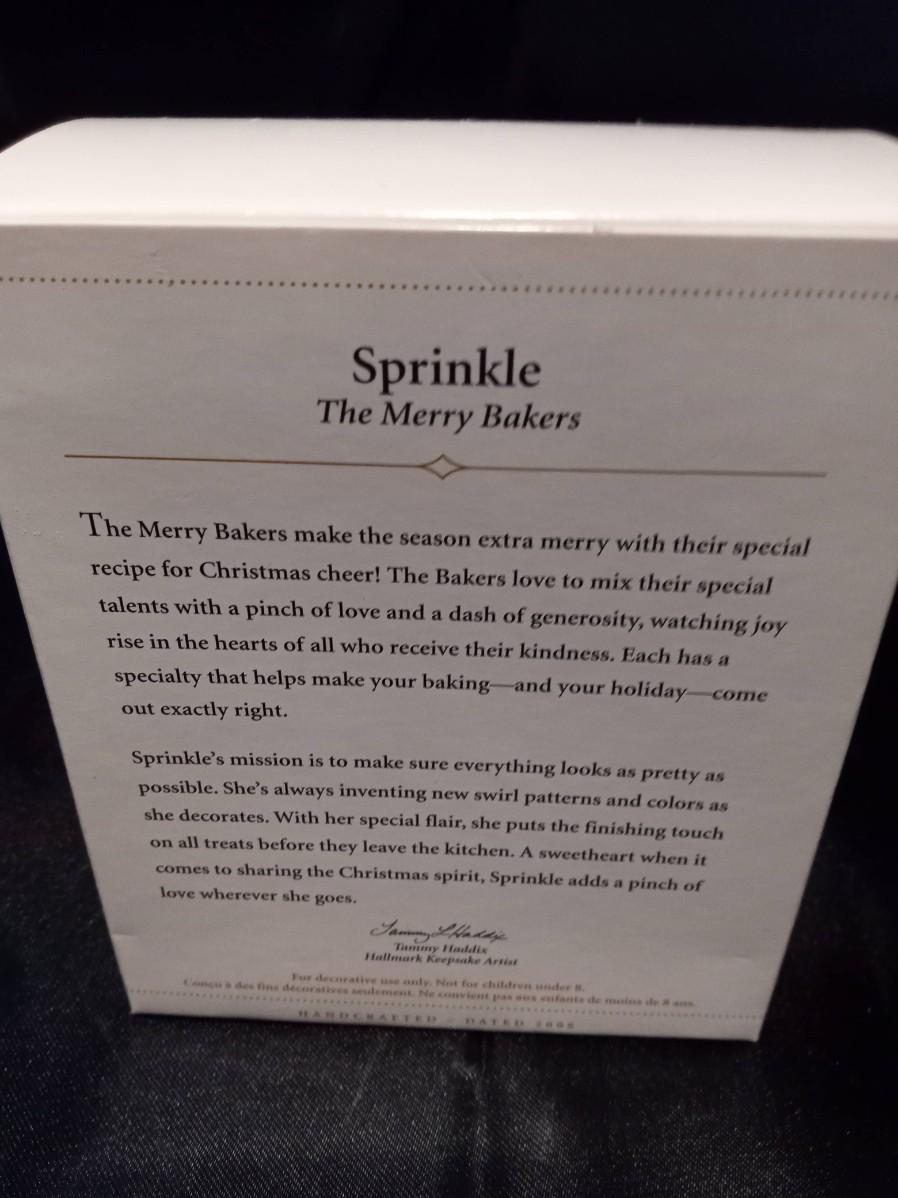 Sprinkle
The Merry Bakers
The Merry Bakers make the season extra merry with their special
recipe for Christmas cheer! The Bakers love to mix their special
talents with a pinch of love and a dash of generosity, watching joy
rise in the hearts of all who receive their kindness. Each has a
specialty that helps make your baking—and your holiday—come
out exactly right.
Sprinkle's mission is to make sure everything looks as pretty as
possible. She's always inventing new swirl patterns and colors as
she decorates. With her special flair, she puts the finishing touch
on all treats before they leave the kitchen. A sweetheart when it
comes to sharing the Christmas spirit, Sprinkle adds a pinch of
love wherever she goes.
Tammy L Haddix
Tammy Haddix
Hallmark Keepsake Artist
For decorative use only. Not for children under 8.
Conçu à des fins décoratives seulement. Ne convient pas aux enfants de moins de 8 ans.
HANDCRAFTED – DATED